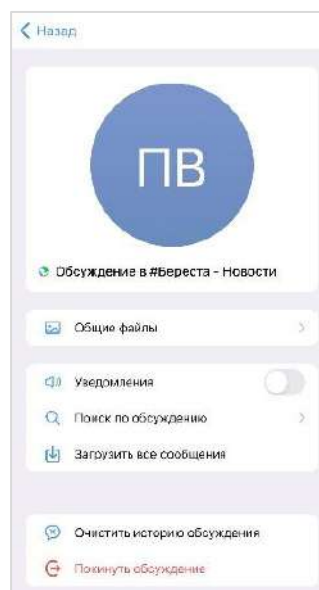 Назад
ПВ
Обсуждение в #Береста - Новости
Общие файлы
Уведомления
Поиск по обсуждению
Загрузить все сообщения
Очистить историю обсуждения
Покинуть обсуждение